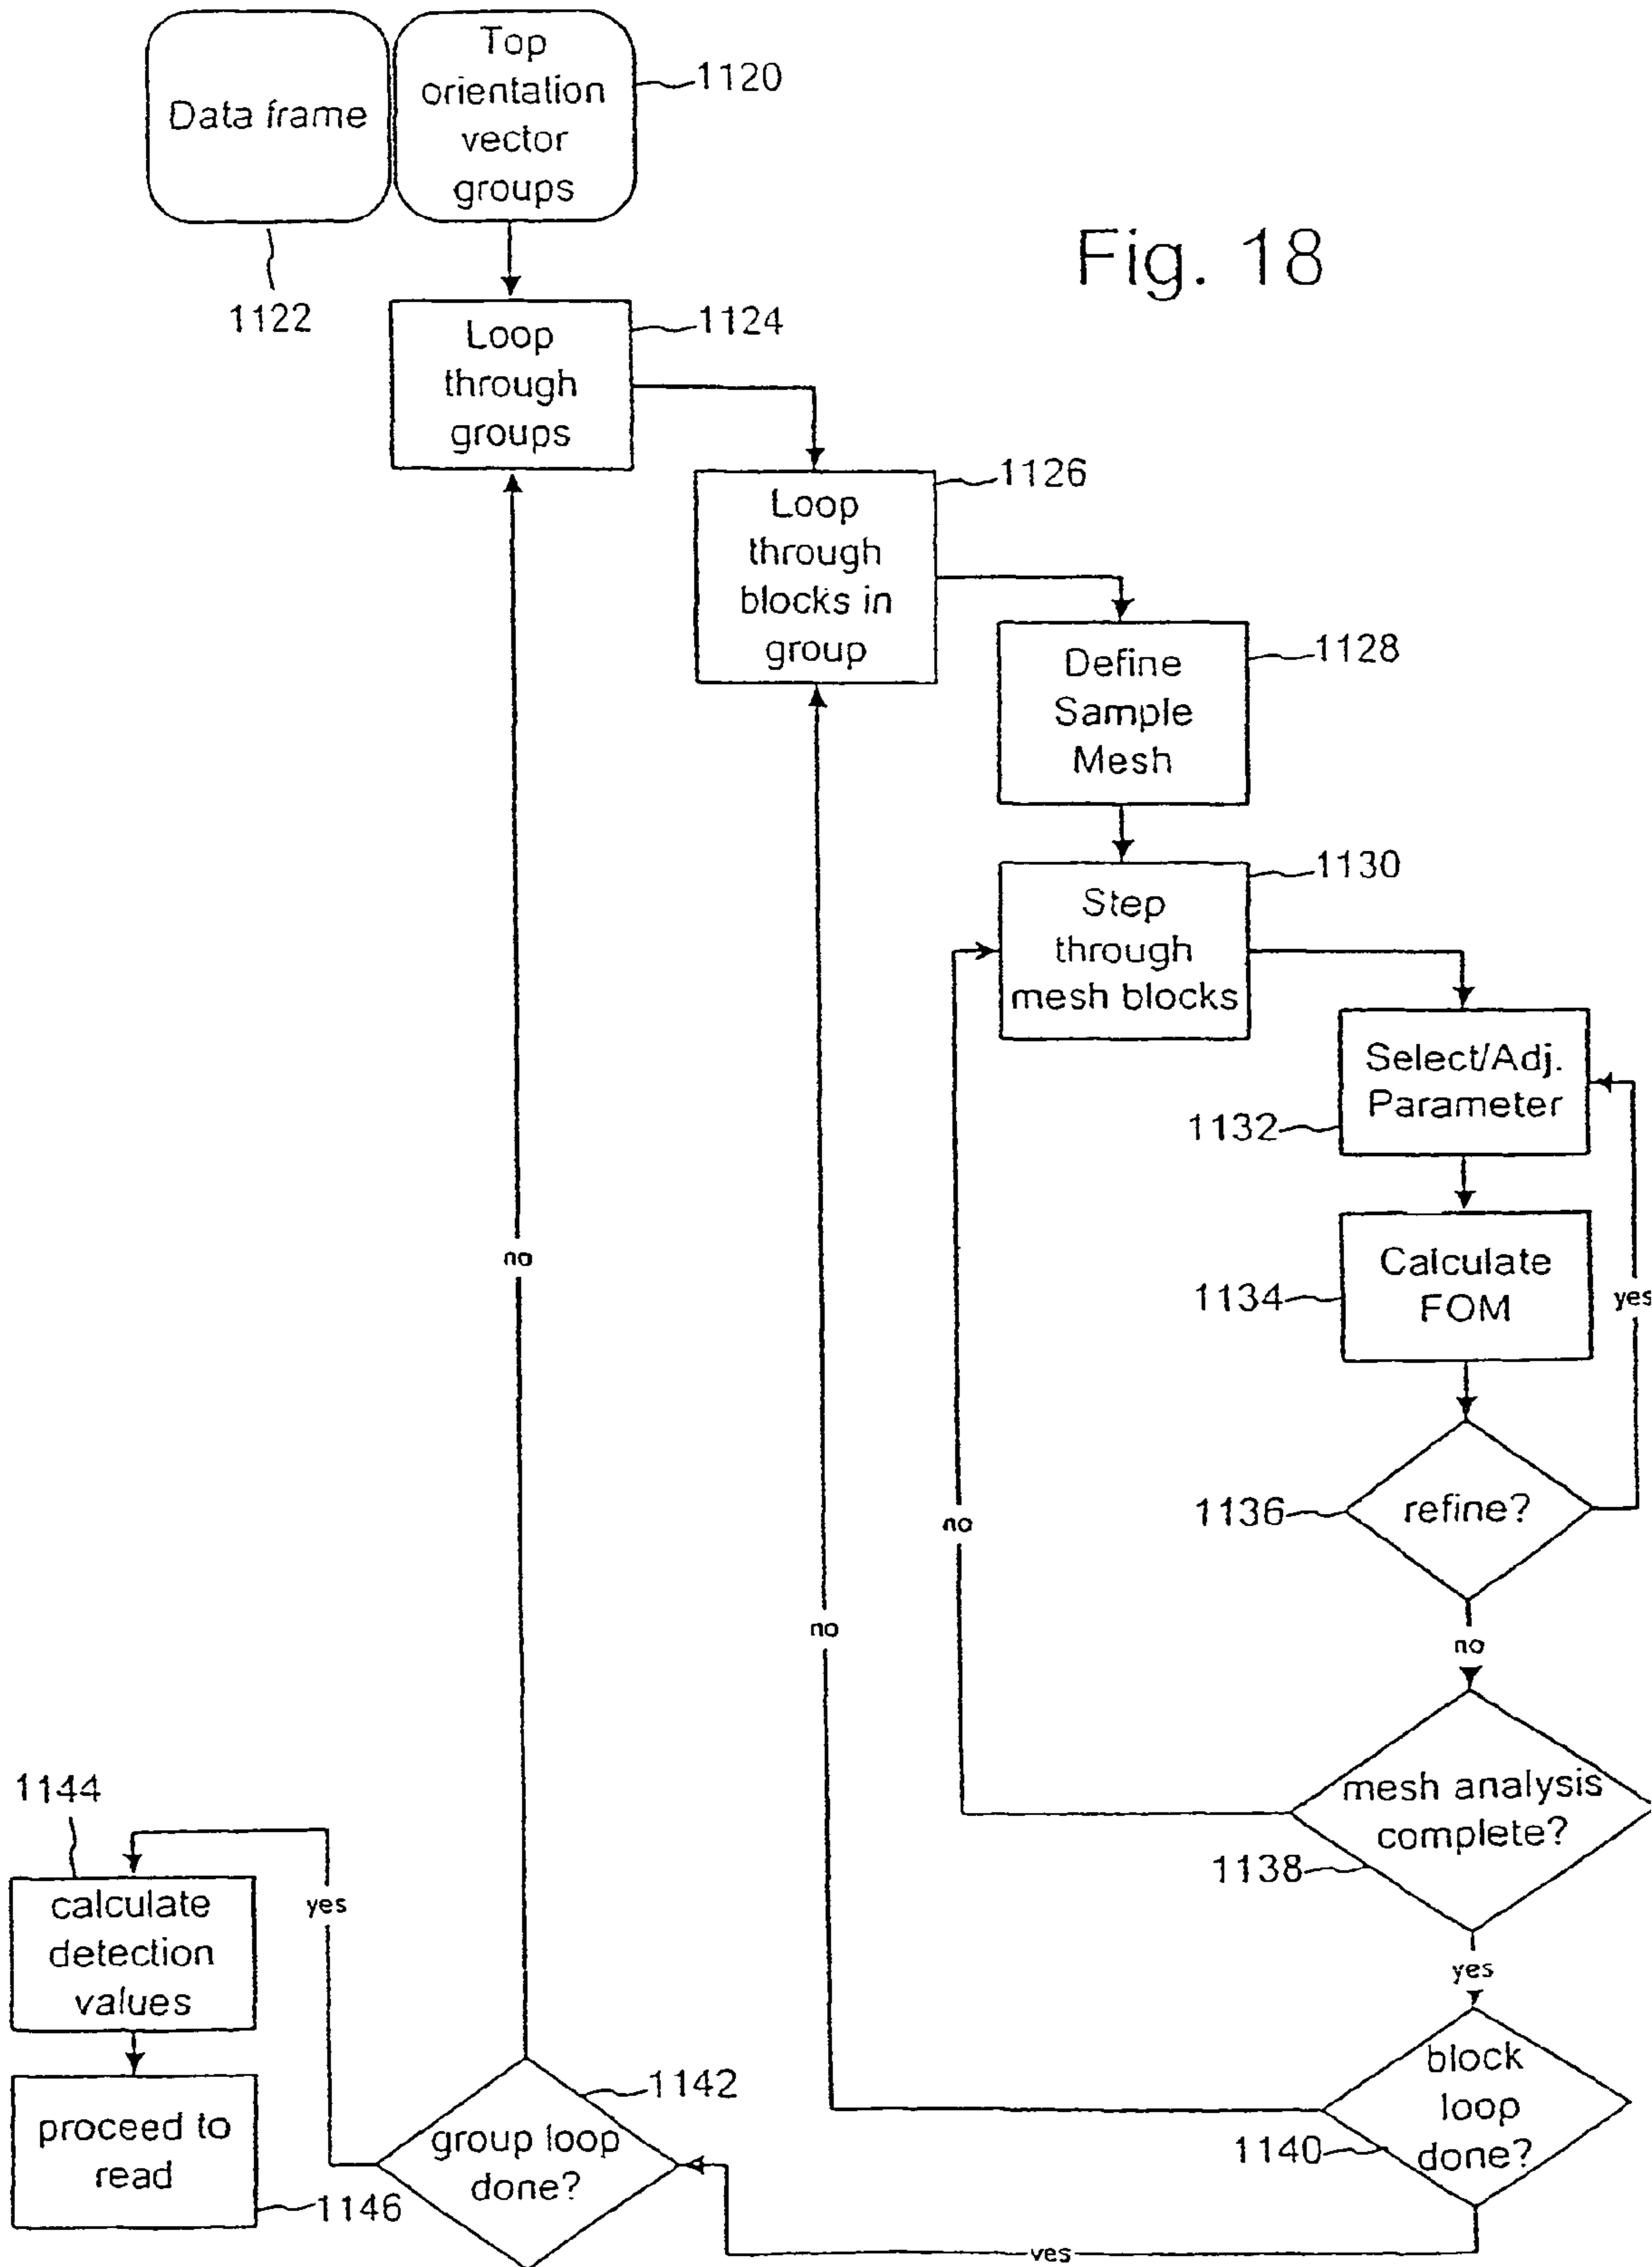 Data frame
Top
orientation
vector
groups
1120
1122
Fig. 18
Loop
through
groups
1124
Loop
through
blocks in
group
1126
Define
Sample
Mesh
1128
Step
through
mesh blocks
1130
Select/Adj.
Parameter
1132
Calculate
FOM
1134
yes
refine?
1136
no
no
no
no
mesh analysis
complete?
1138
yes
block
loop
done?
1140
yes
group loop
done?
1142
yes
calculate
detection
values
1144
proceed to
read
1146